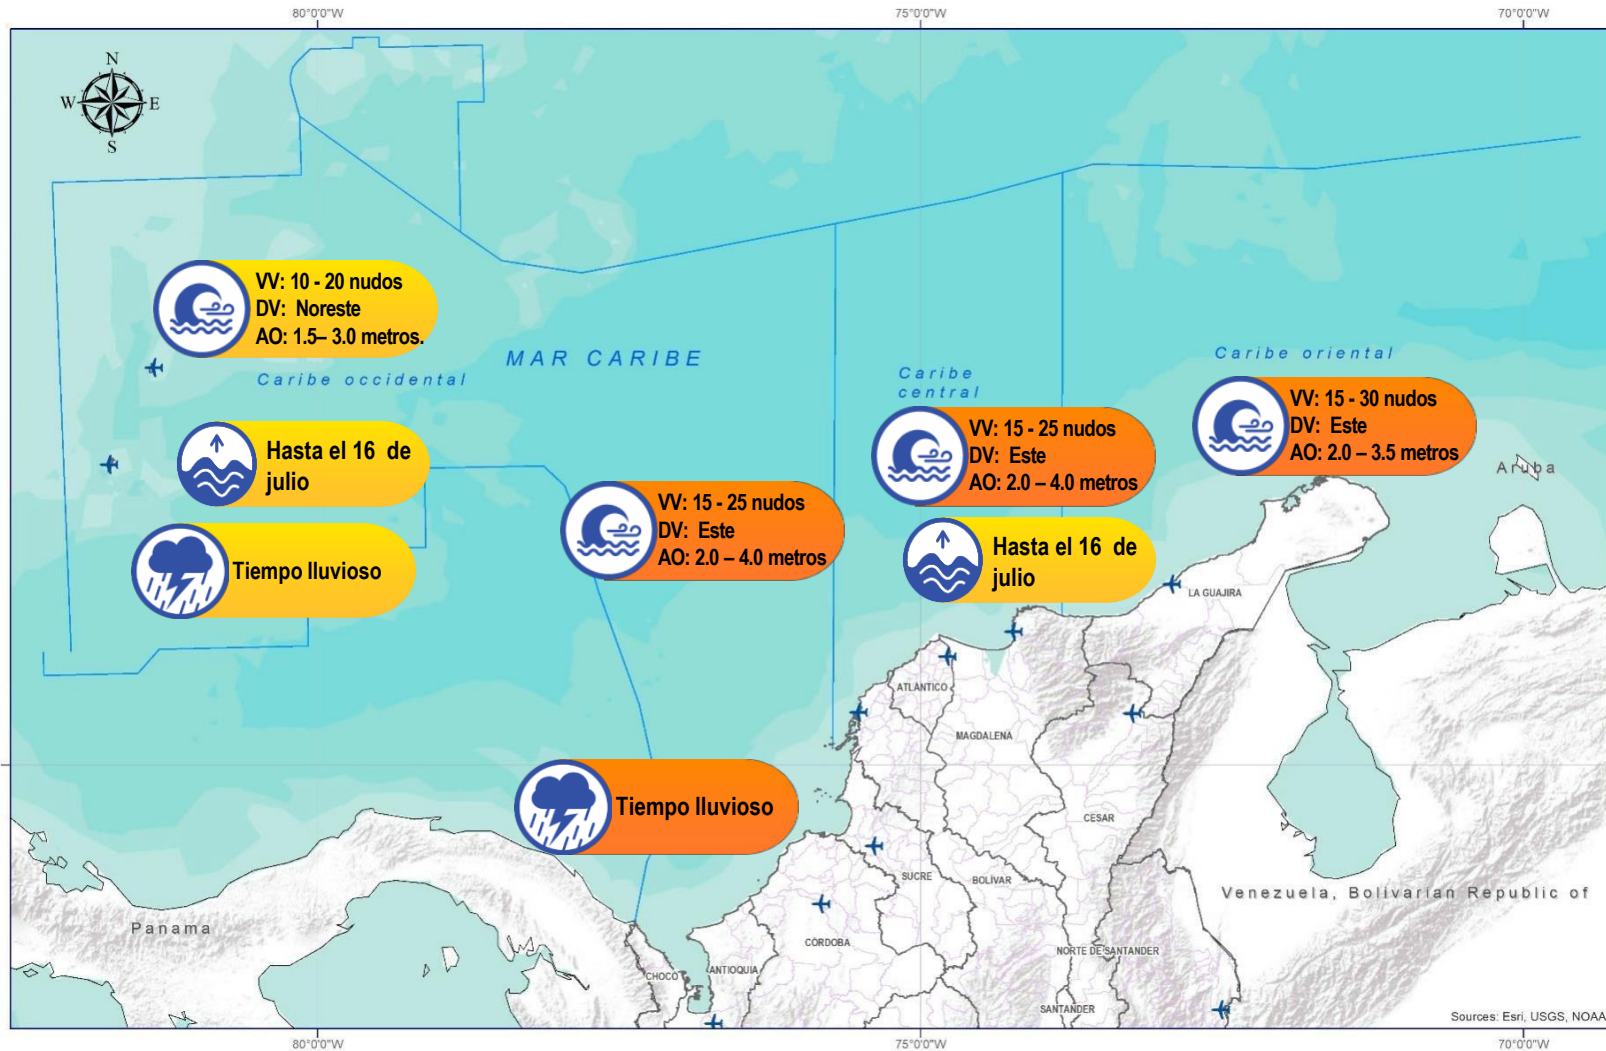 80°0'0"W
75°0'0"W
70°0'0"W
N
W
E
S
VV: 10 - 20 nudos
DV: Noreste
AO: 1.5– 3.0 metros.
MAR CARIBE
Caribe occidental
Caribe
central
Caribe oriental
VV: 15 - 30 nudos
DV: Este
AO: 2.0 – 3.5 metros
VV: 15 - 25 nudos
DV: Este
AO: 2.0 – 4.0 metros
Aruba
Hasta el 16 de
julio
VV: 15 - 25 nudos
DV: Este
AO: 2.0 – 4.0 metros
Hasta el 16 de
julio
Tiempo lluvioso
LA GUAJIRA
ATLÁNTICO
MAGDALENA
Tiempo lluvioso
CESAR
SUCRE
BOLÍVAR
Venezuela, Bolivarian Republic of
Panama
CÓRDOBA
NORTE DE SANTANDER
CHOCÓ
ANTIOQUIA
SANTANDER
Sources: Esri, USGS, NOAA
80°0'0"W
75°0'0"W
70°0'0"W